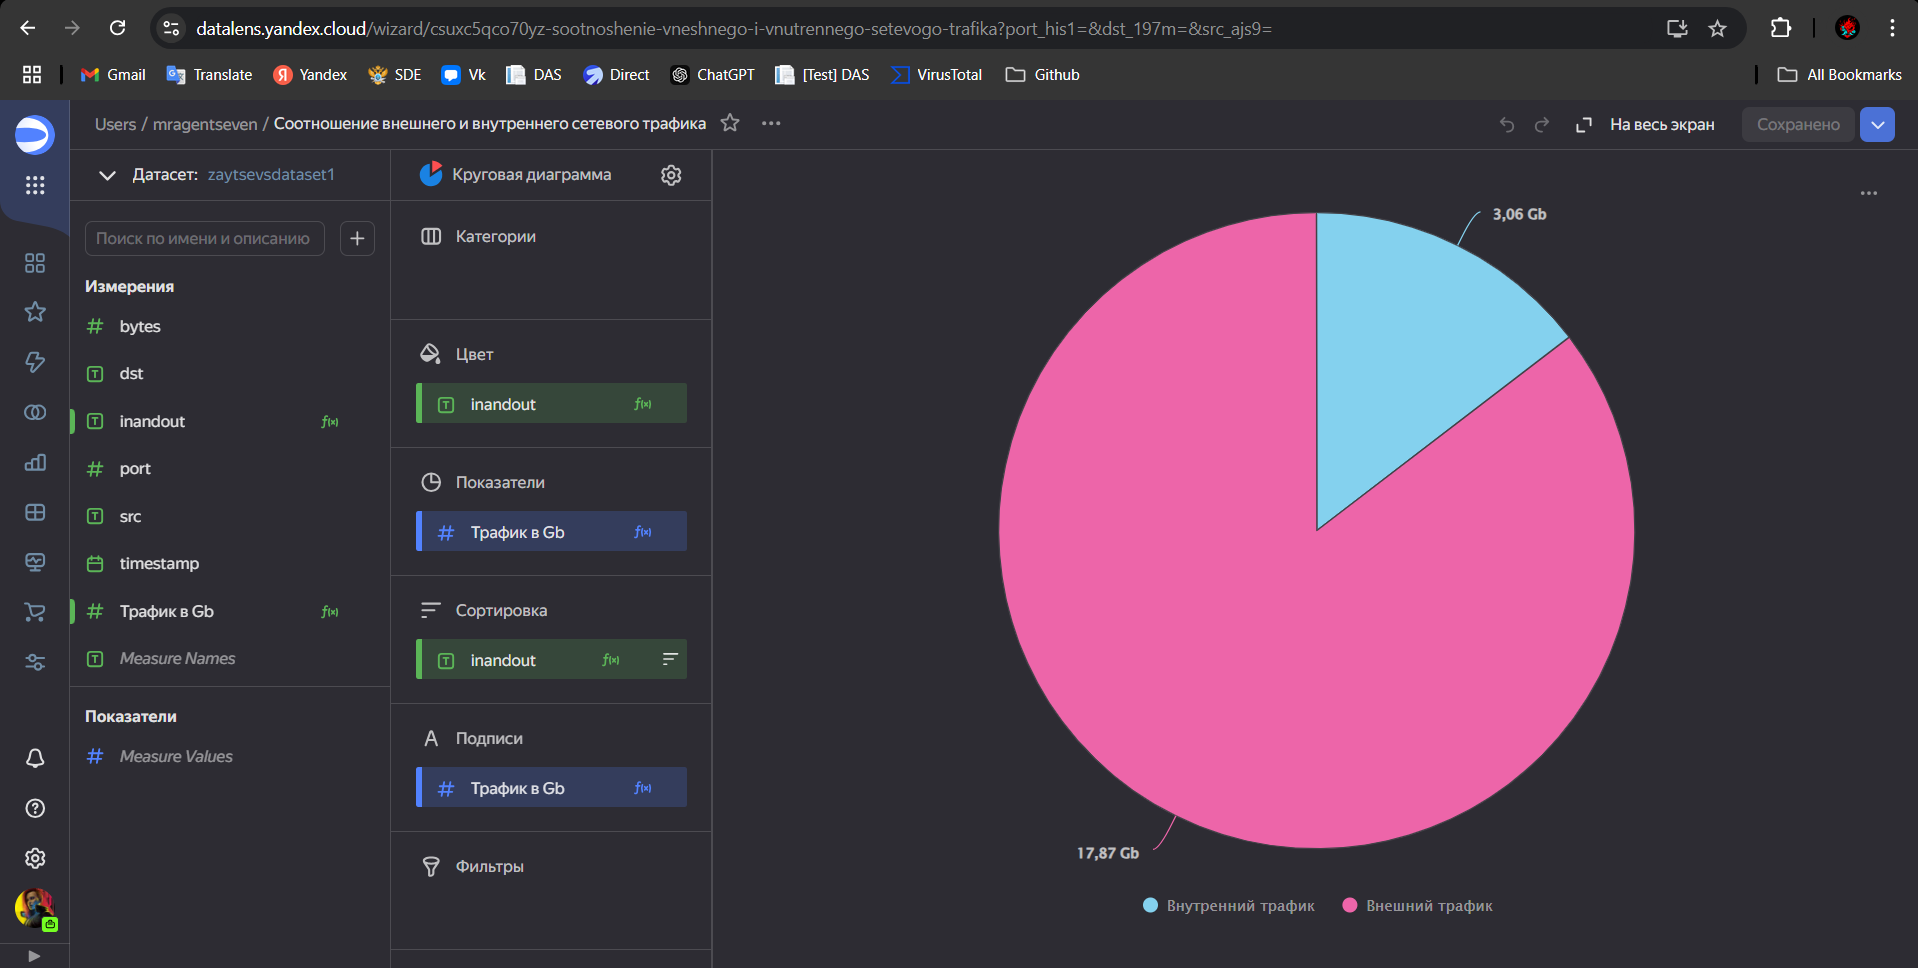 datalens.yandex.cloud/wizard/csuxc5qco70yz-sootnoshenie-vneshnego-i-vnutrennego-setevogo-trafika?port_his1=&dst_197m=&src_ajs9=
Gmail Translate Yandex SDE Vk DAS Direct ChatGPT [Test] DAS VirusTotal Github All Bookmarks
Users / mragentseven / Соотношение внешнего и внутреннего сетевого трафика
На весь экран
Сохранено
Датасет: zaytsevsdataset1
Поиск по имени и описанию
Измерения
bytes
dst
inandout
port
src
timestamp
Трафик в Gb
Measure Names
Показатели
Measure Values
Круговая диаграмма
Категории
Цвет
inandout
Показатели
Трафик в Gb
Сортировка
inandout
Подписи
Трафик в Gb
Фильтры
3,06 Gb
17,87 Gb
Внутренний трафик Внешний трафик